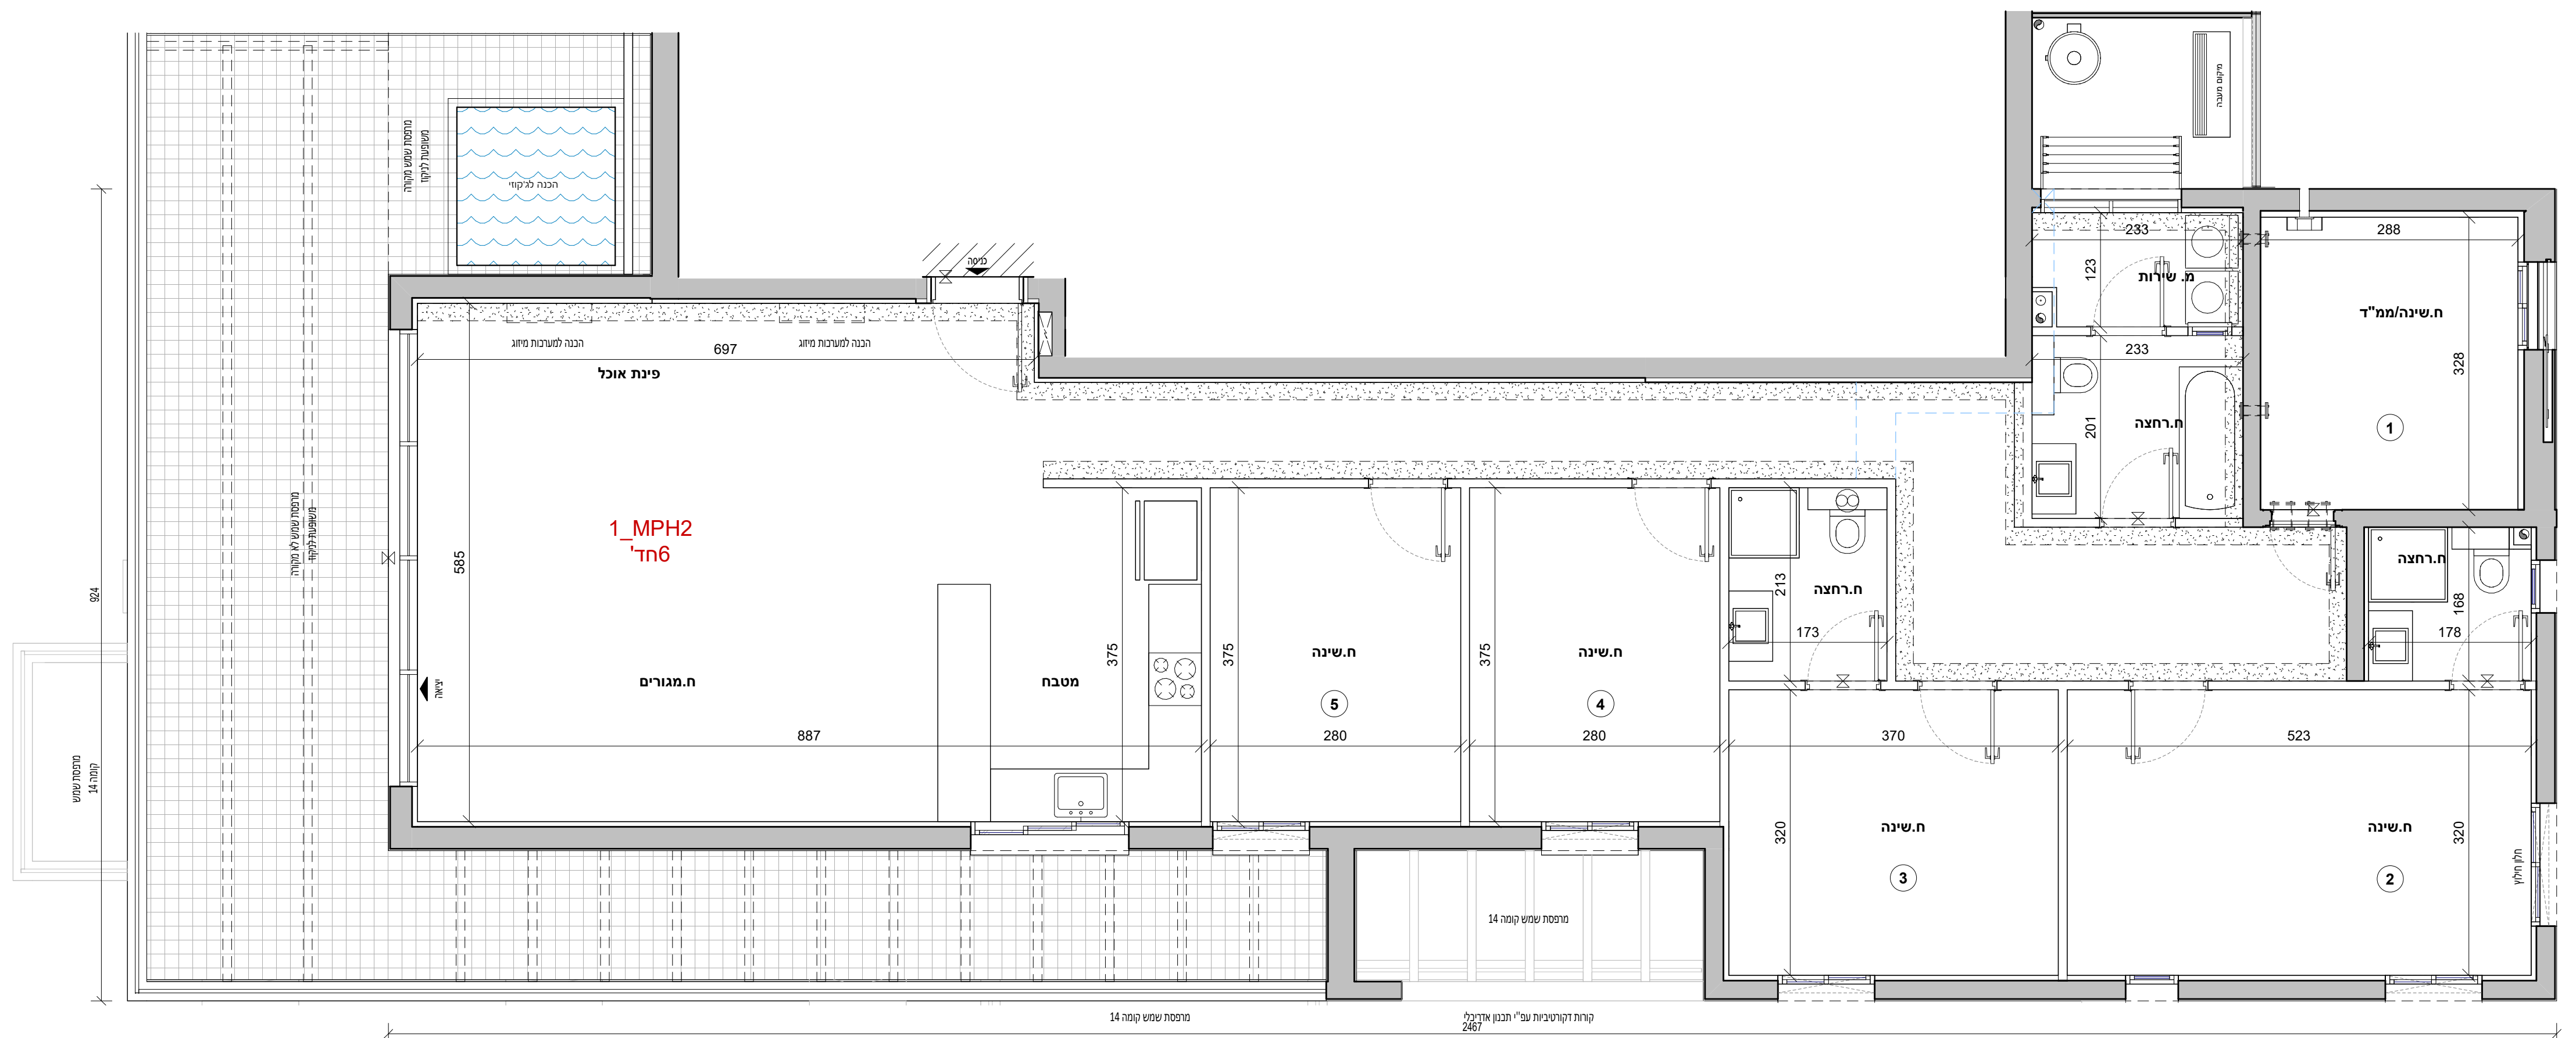 מיקום מעבה
מרפסת שמש מקורה
משופעת לניקוז
הכנה לג'קוזי
כניסה
233
288
123
מ. שירות
ח.שינה/ממ"ד
הכנה למערכות מיזוג
הכנה למערכות מיזוג
697
233
328
פינת אוכל
201
ח.רחצה
1
מרפסת שמש לא מקורה
משופעת לניקוז
1_MPH2
6חד'
585
924
213
ח.רחצה
173
ח.רחצה
168
178
375
375
375
ח.שינה
ח.שינה
יציאה
ח.מגורים
מטבח
5
4
887
280
280
370
523
מרפסת שמש
קומה 14
320
ח.שינה
ח.שינה
320
3
2
חלון חילוץ
מרפסת שמש קומה 14
מרפסת שמש קומה 14
קורות דקורטיביות עפ"י תכנון אדריכלי
2467